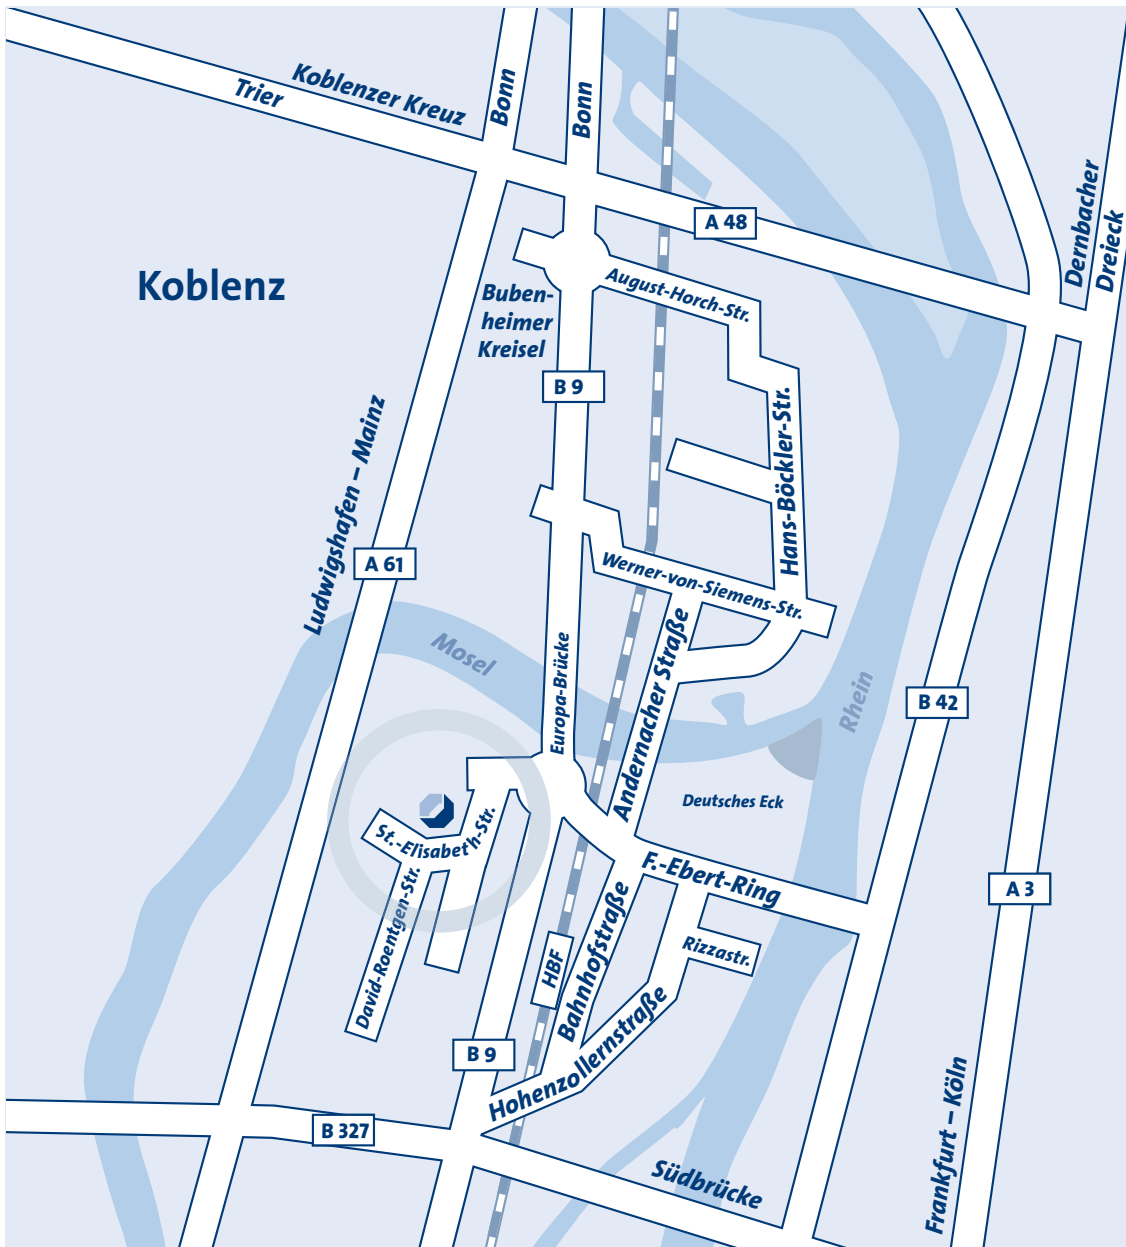 Koblenzer Kreuz
Trier
Bonn
Bonn
A 48
Dernbacher
Dreieck
Koblenz
Buben-
heimer
Kreisel
August-Horch-Str.
B 9
Hans-Böckler-Str.
Ludwigshafen – Mainz
A 61
Werner-von-Siemens-Str.
Mosel
Europa-Brücke
Andernacher Straße
Rhein
B 42
Deutsches Eck
St.-Elisabeth-Str.
F.-Ebert-Ring
A 3
David-Roentgen-Str.
HBF
Bahnhofstraße
Rizzastr.
Hohenzollernstraße
B 9
B 327
Südbrücke
Frankfurt – Köln